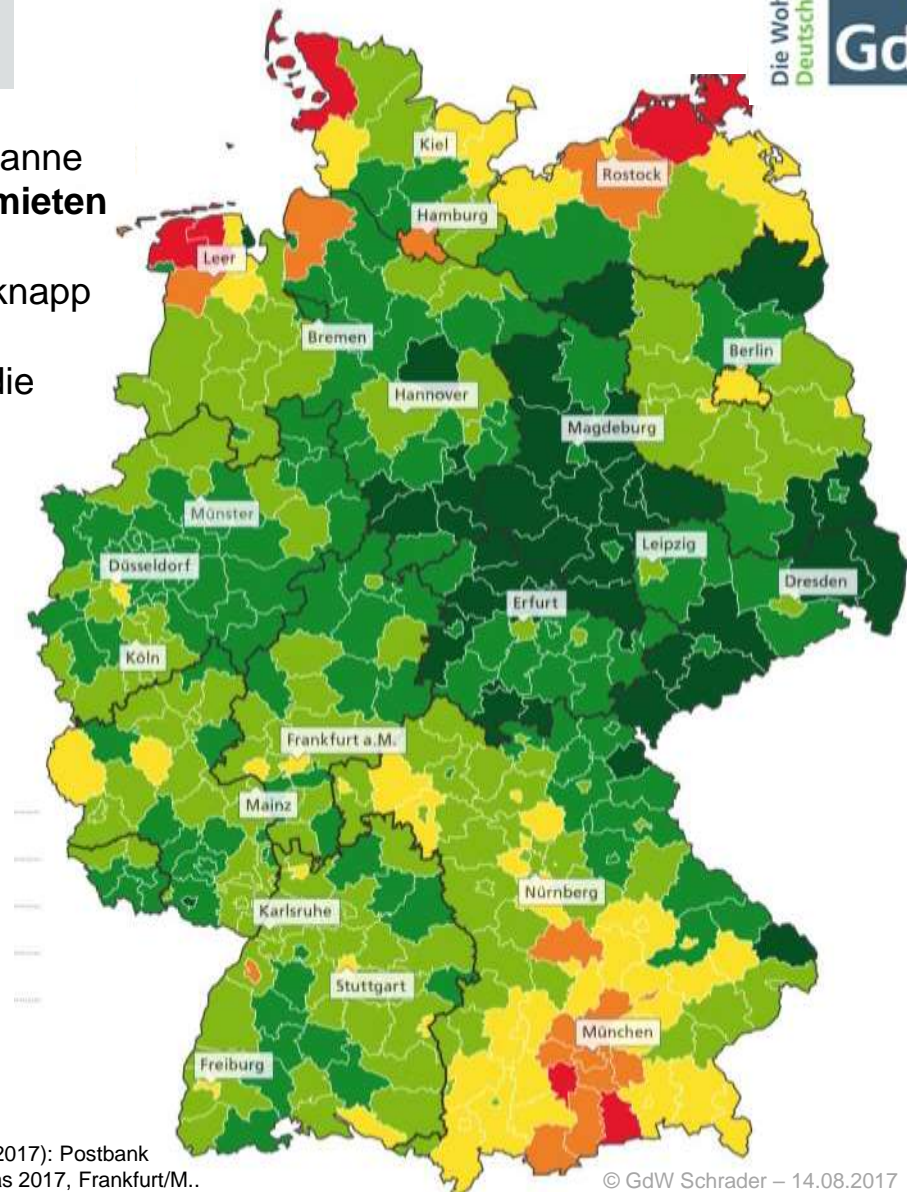 Die Woh
Deutsch
Gd
anne
mieten
knapp
die
Kiel
Rostock
Hamburg
Leer
Bremen
Berlin
Hannover
Magdeburg
Münster
Leipzig
Düsseldorf
Dresden
Erfurt
Köln
Frankfurt a.M.
Mainz
Nürnberg
Karlsruhe
Stuttgart
München
Freiburg
2017): Postbank
as 2017, Frankfurt/M..
© GdW Schrader – 14.08.2017